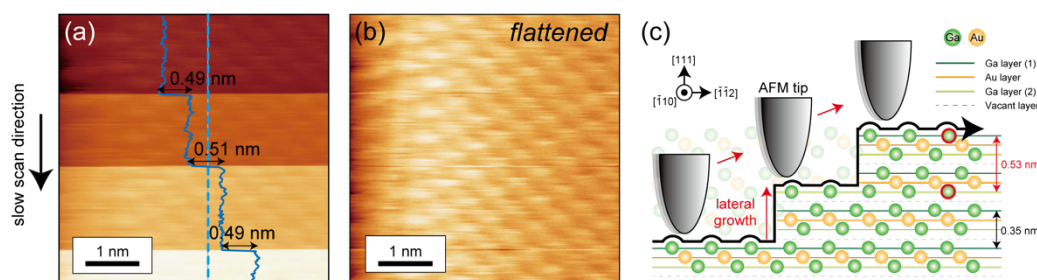 (a)
0.49 nm
0.51 nm
0.49 nm
1 nm
slow scan direction
(b)
flattened
1 nm
(c)
[111]
[1̄10]
[1̄1̄2]
AFM tip
lateral
growth
Ga Au
Ga layer (1)
Au layer
Ga layer (2)
Vacant layer
0.53 nm
0.35 nm